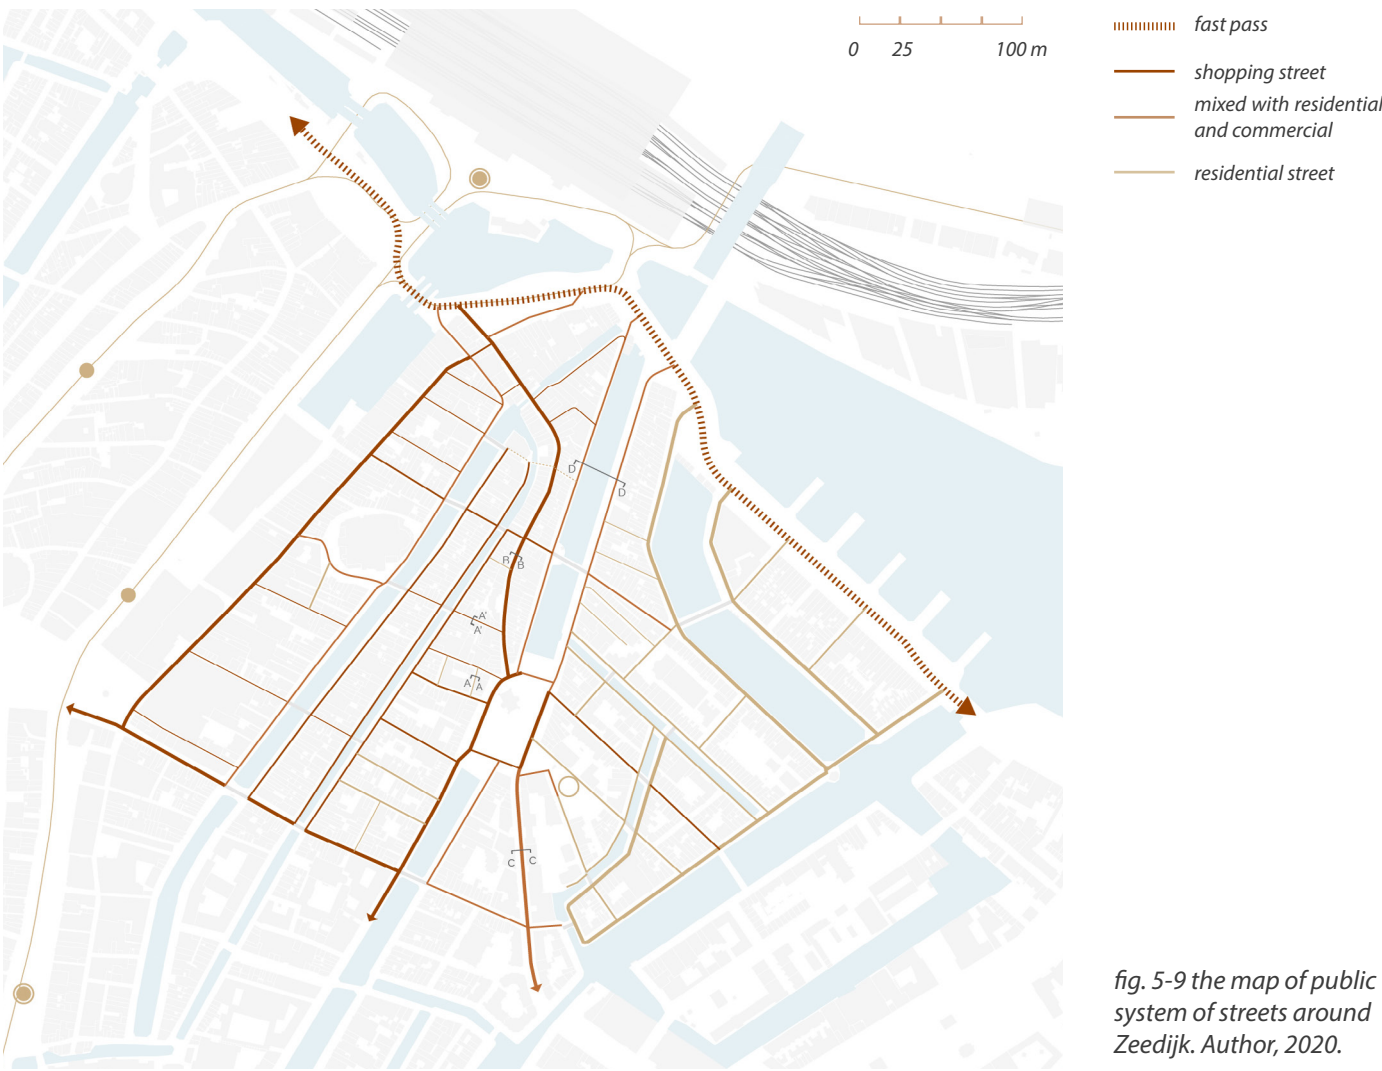 fast pass
0 25 100 m
shopping street
mixed with residential
and commercial
residential street
D
D
B
B
A'
A'
A A
C C
fig. 5-9 the map of public
system of streets around
Zeedijk. Author, 2020.